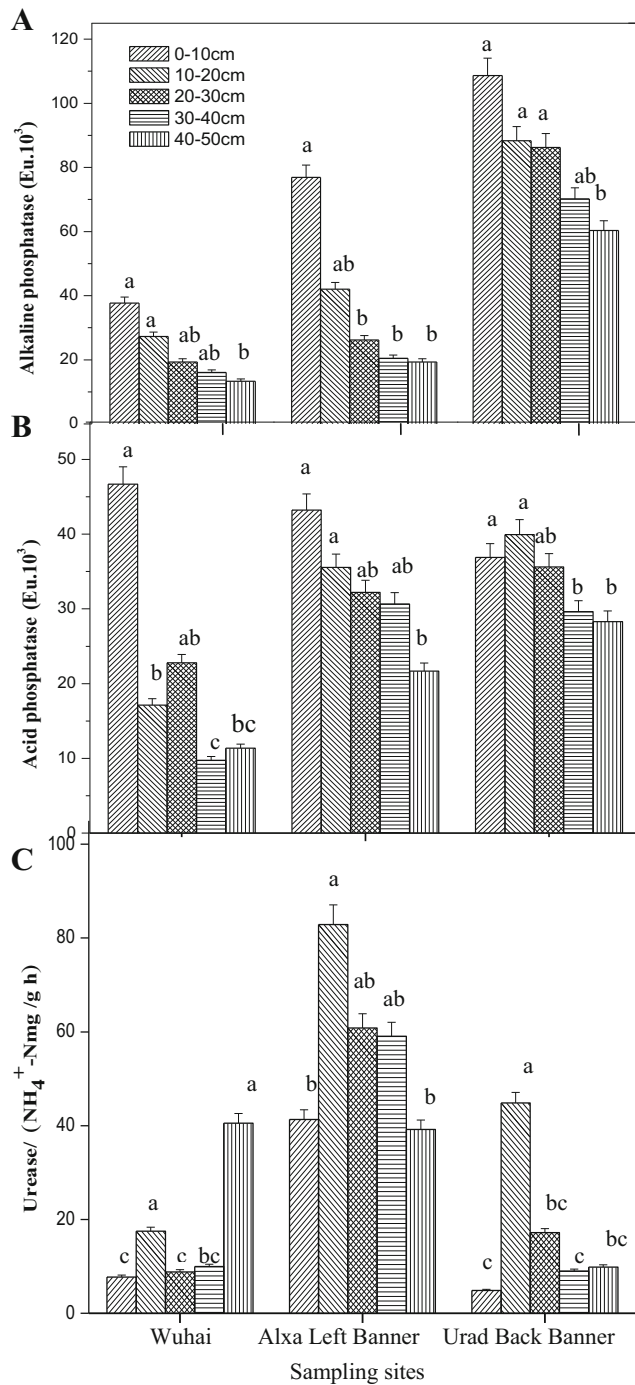 A
120
100
80
60
40
20
0
Alkaline phosphatase (Eu.10³)
0-10cm
10-20cm
20-30cm
30-40cm
40-50cm
a a ab ab b
a ab b b b
a a a ab b
B
50
40
30
20
10
0
Acid phosphatase (Eu.10³)
a b ab c bc
a a ab ab b
a a ab b b
C
100
80
60
40
20
0
Urease/ (NH₄⁺-Nmg /g h)
c a c bc a
b a ab ab b
c a bc c bc
Wuhai Alxa Left Banner Urad Back Banner
Sampling sites